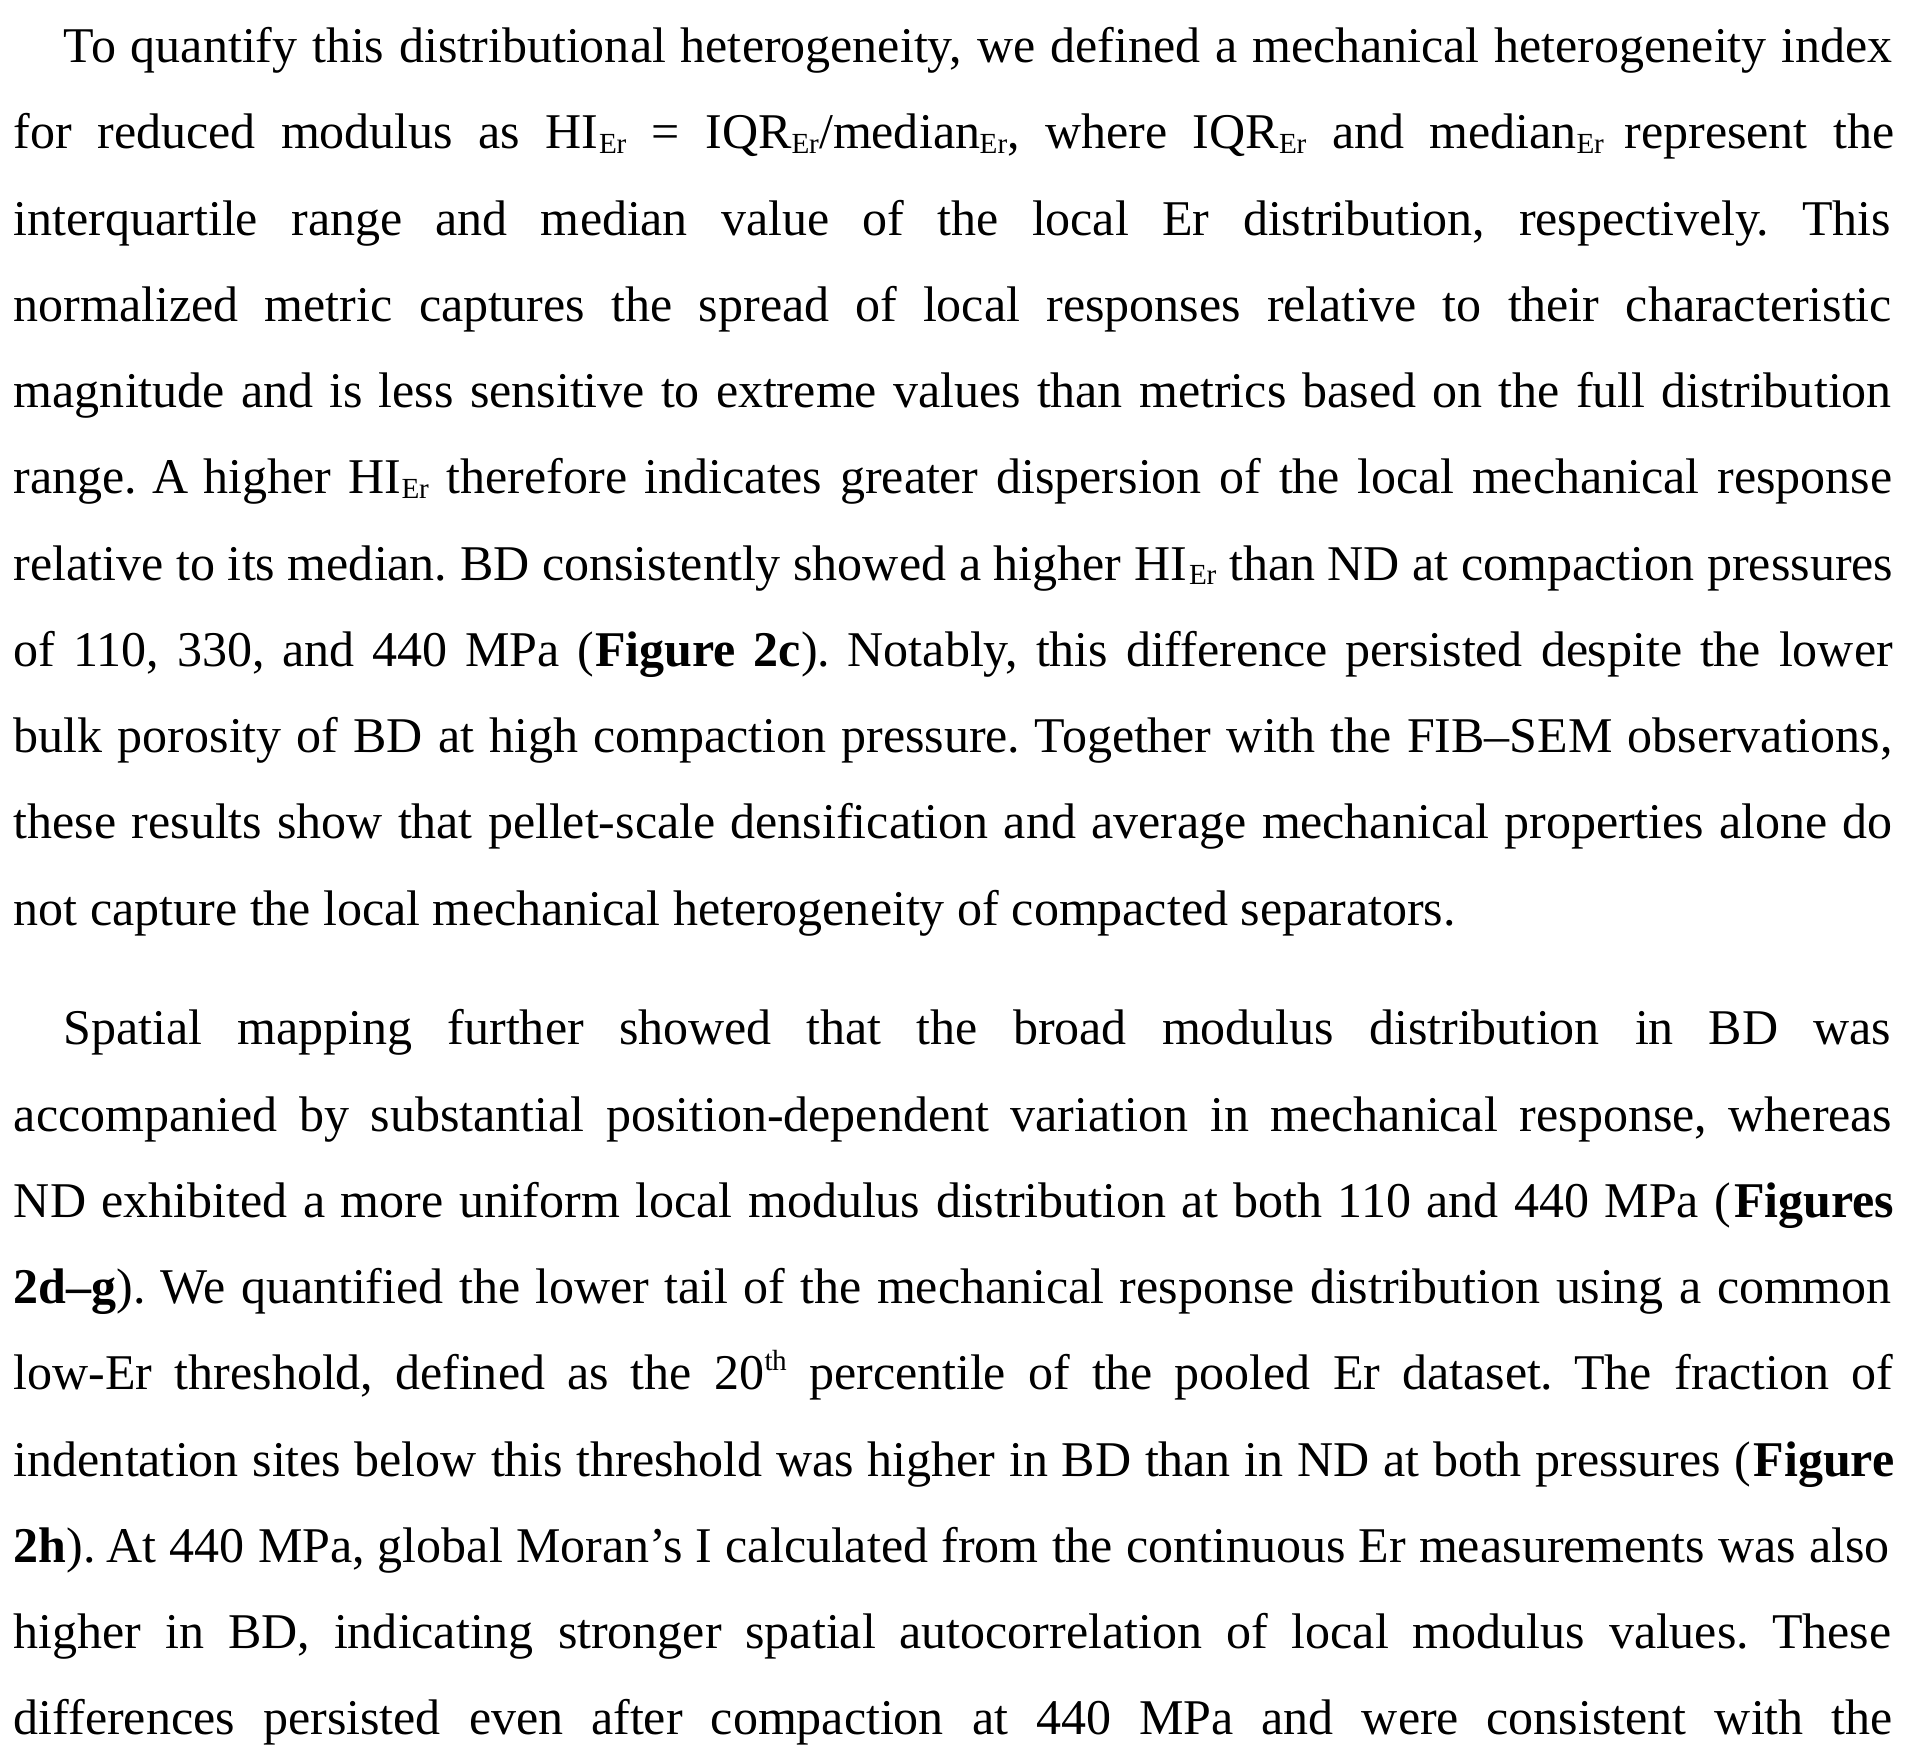 To quantify this distributional heterogeneity, we defined a mechanical heterogeneity index
for reduced modulus as HIEr = IQREr/medianEr, where IQREr and medianEr represent the
interquartile range and median value of the local Er distribution, respectively. This
normalized metric captures the spread of local responses relative to their characteristic
magnitude and is less sensitive to extreme values than metrics based on the full distribution
range. A higher HIEr therefore indicates greater dispersion of the local mechanical response
relative to its median. BD consistently showed a higher HIEr than ND at compaction pressures
of 110, 330, and 440 MPa (Figure 2c). Notably, this difference persisted despite the lower
bulk porosity of BD at high compaction pressure. Together with the FIB–SEM observations,
these results show that pellet-scale densification and average mechanical properties alone do
not capture the local mechanical heterogeneity of compacted separators.
Spatial mapping further showed that the broad modulus distribution in BD was
accompanied by substantial position-dependent variation in mechanical response, whereas
ND exhibited a more uniform local modulus distribution at both 110 and 440 MPa (Figures
2d–g). We quantified the lower tail of the mechanical response distribution using a common
low-Er threshold, defined as the 20th percentile of the pooled Er dataset. The fraction of
indentation sites below this threshold was higher in BD than in ND at both pressures (Figure
2h). At 440 MPa, global Moran’s I calculated from the continuous Er measurements was also
higher in BD, indicating stronger spatial autocorrelation of local modulus values. These
differences persisted even after compaction at 440 MPa and were consistent with the